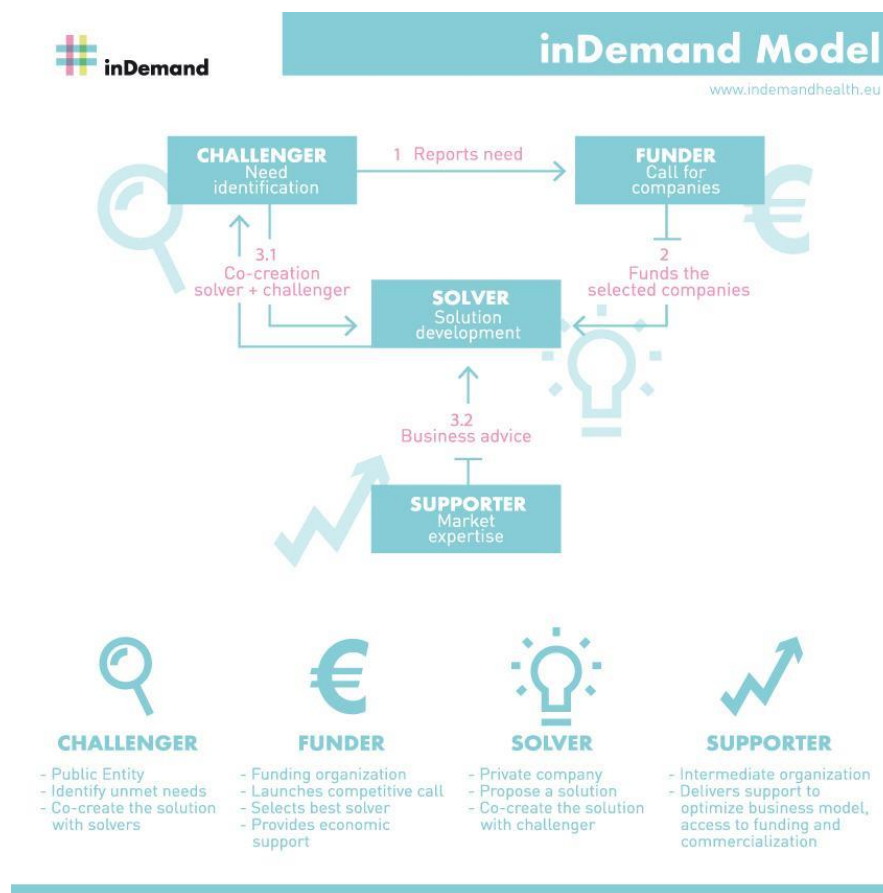 inDemand
inDemand Model
www.indemandhealth.eu
CHALLENGER
Need
identification
1 Reports need
FUNDER
Call for
companies
3.1
Co-creation
solver + challenger
2
Funds the
selected companies
SOLVER
Solution
development
3.2
Business advice
SUPPORTER
Market
expertise
CHALLENGER
- Public Entity
- Identify unmet needs
- Co-create the solution
with solvers
FUNDER
- Funding organization
- Launches competitive call
- Selects best solver
- Provides economic
support
SOLVER
- Private company
- Propose a solution
- Co-create the solution
with challenger
SUPPORTER
- Intermediate organization
- Delivers support to
optimize business model,
access to funding and
commercialization